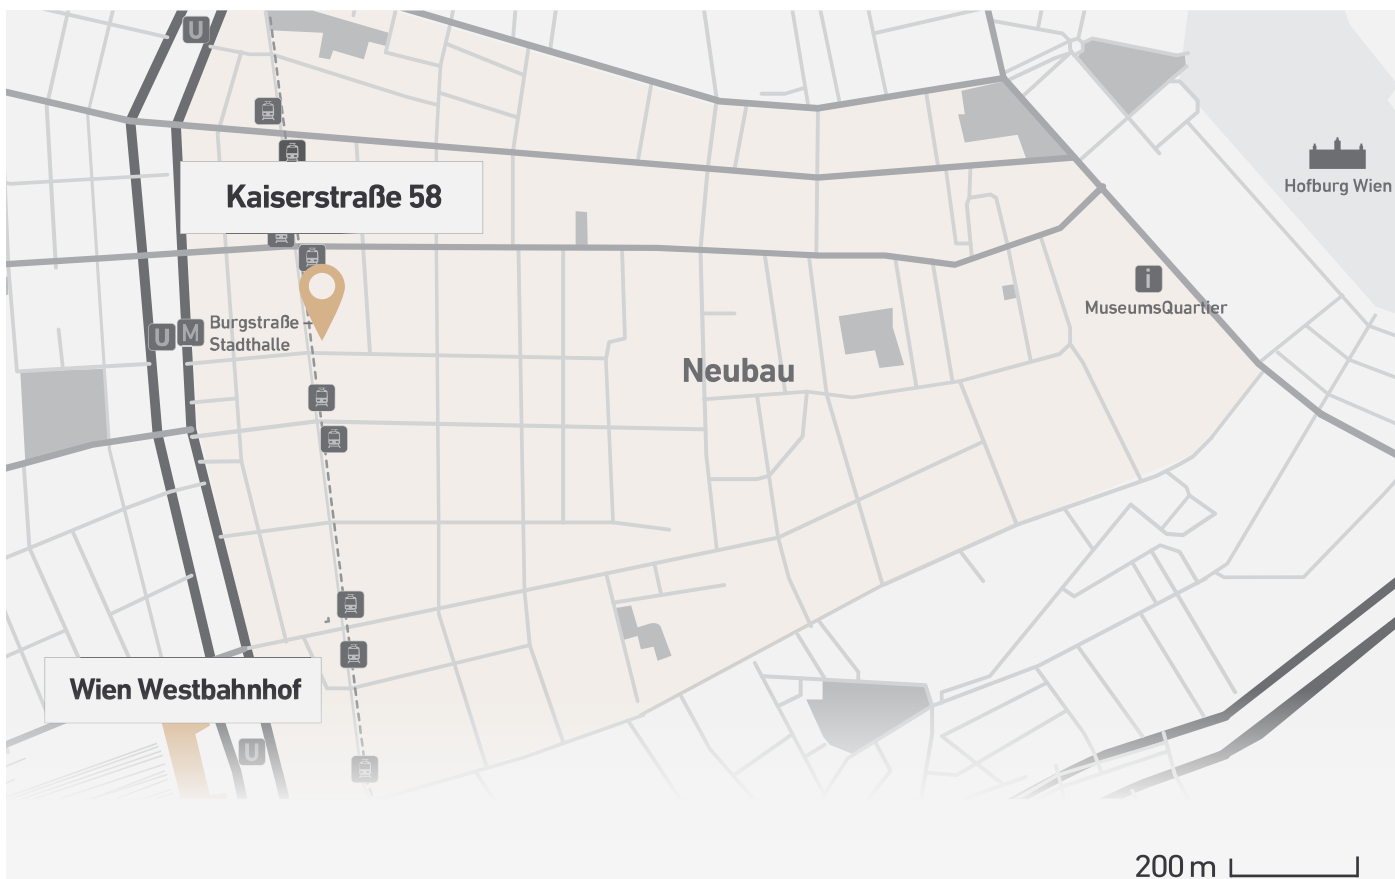 U
Kaiserstraße 58
Hofburg Wien
i
MuseumsQuartier
U
M
Burgstraße
Stadthalle
Neubau
Wien Westbahnhof
U
200 m